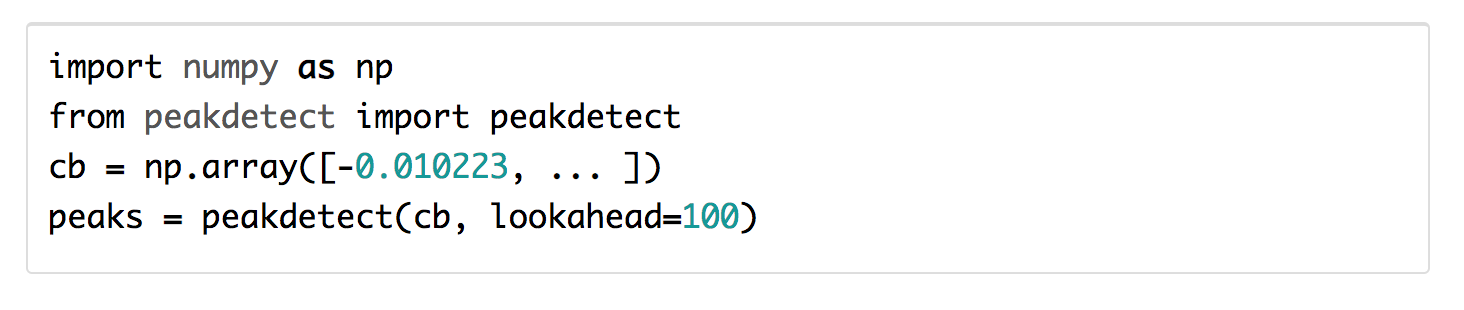 import numpy as np
from peakdetect import peakdetect
cb = np.array([-0.010223, ... ])
peaks = peakdetect(cb, lookahead=100)